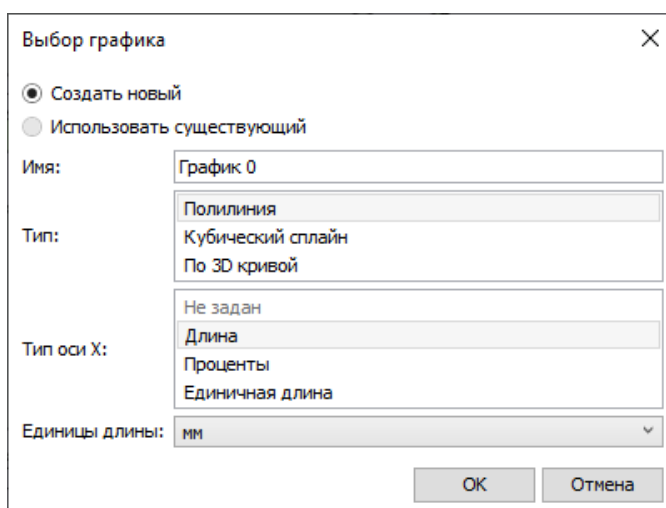 Выбор графика
Создать новый
Использовать существующий
Имя: График 0
Тип:
Полилиния
Кубический сплайн
По 3D кривой
Тип оси X:
Не задан
Длина
Проценты
Единичная длина
Единицы длины: мм
OK Отмена